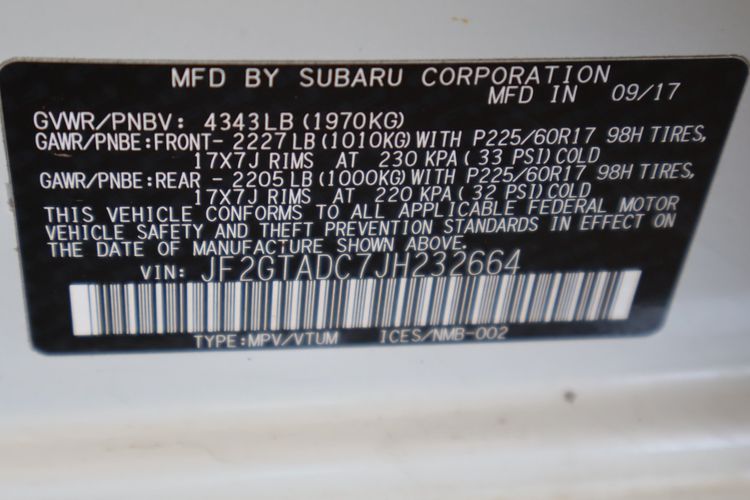 MFD BY SUBARU CORPORATION
MFD IN 09/17
GVWR/PNBV: 4343LB (1970KG)
GAWR/PNBE:FRONT- 2227LB (1010KG) WITH P225/60R17 98H TIRES,
17X7J RIMS AT 230 KPA (33 PSI) COLD
GAWR/PNBE:REAR - 2205LB (1000KG) WITH P225/60R17 98H TIRES,
17X7J RIMS AT 220 KPA (32 PSI) COLD
THIS VEHICLE CONFORMS TO ALL APPLICABLE FEDERAL MOTOR
VEHICLE SAFETY AND THEFT PREVENTION STANDARDS IN EFFECT ON
THE DATE OF MANUFACTURE SHOWN ABOVE.
VIN: JF2GTADC7JH232664
TYPE:MPV/VTUM ICES/NMB-002